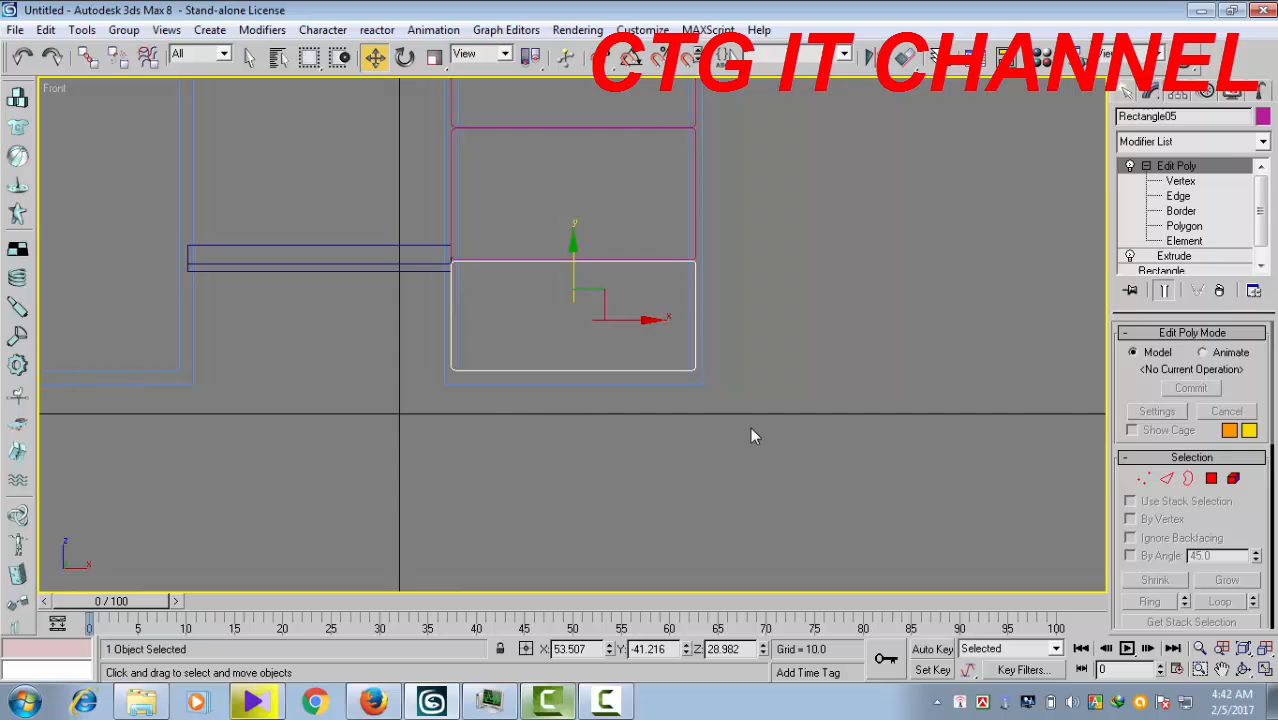 Untitled - Autodesk 3ds Max 8 - Stand-alone License
File Edit Tools Group Views Create Modifiers Character reactor Animation Graph Editors Rendering Customize MAXScript Help
CTG IT CHANNEL
All
View
Front
Rectangle05
Modifier List
Edit Poly
Vertex
Edge
Border
Polygon
Element
Extrude
Rectangle
y
x
Edit Poly Mode
Model Animate
<No Current Operation>
Commit
Settings Cancel
Show Cage
Selection
Use Stack Selection
By Vertex
Ignore Backfacing
By Angle: 45.0
Shrink Grow
Ring Loop
Get Stack Selection
z
x
0 / 100
0 5 10 15 20 25 30 35 40 45 50 55 60 65 70 75 80 85 90 95 100
1 Object Selected X: 53.507 Y: -41.216 Z: 28.982 Grid = 10.0 Auto Key Selected
Click and drag to select and move objects Add Time Tag Set Key Key Filters... 0
4:42 AM
2/5/2017